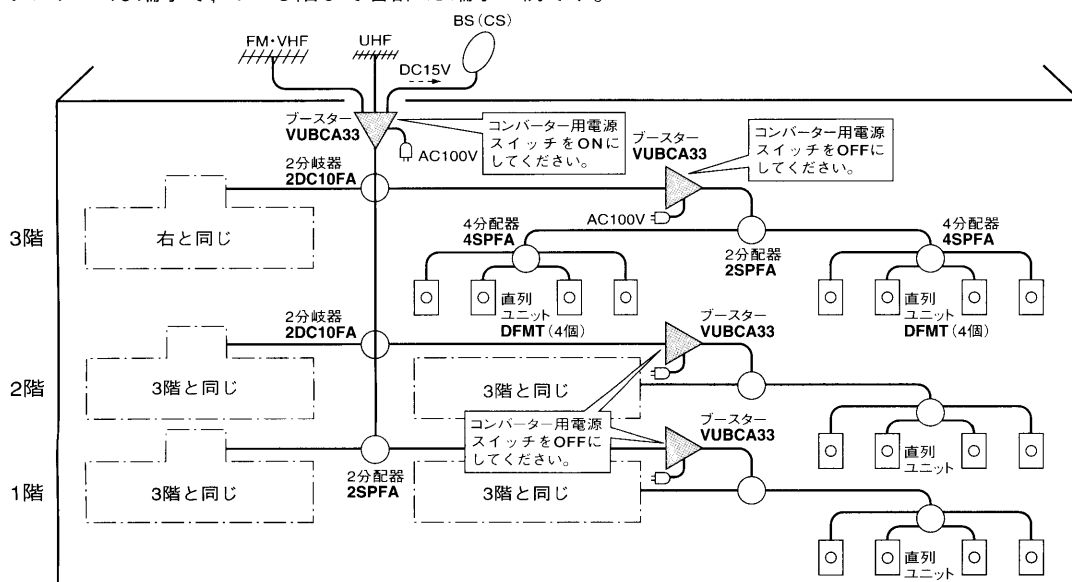 BS(CS)
FM・VHF
UHF
DC15V
ブースター
VUBCA33
コンバーター用電源
スイッチをONに
してください。
AC100V
ブースター
VUBCA33
コンバーター用電源
スイッチをOFFに
してください。
2分岐器
2DC10FA
3階
右と同じ
AC100V
4分配器
4SPFA
2分配器
2SPFA
4分配器
4SPFA
直列
ユニット
DFMT(4個)
直列
ユニット
DFMT(4個)
2分岐器
2DC10FA
ブースター
VUBCA33
2階
3階と同じ
3階と同じ
コンバーター用電源
スイッチをOFFに
してください。
ブースター
VUBCA33
直列
ユニット
2分配器
2SPFA
1階
3階と同じ
3階と同じ
直列
ユニット